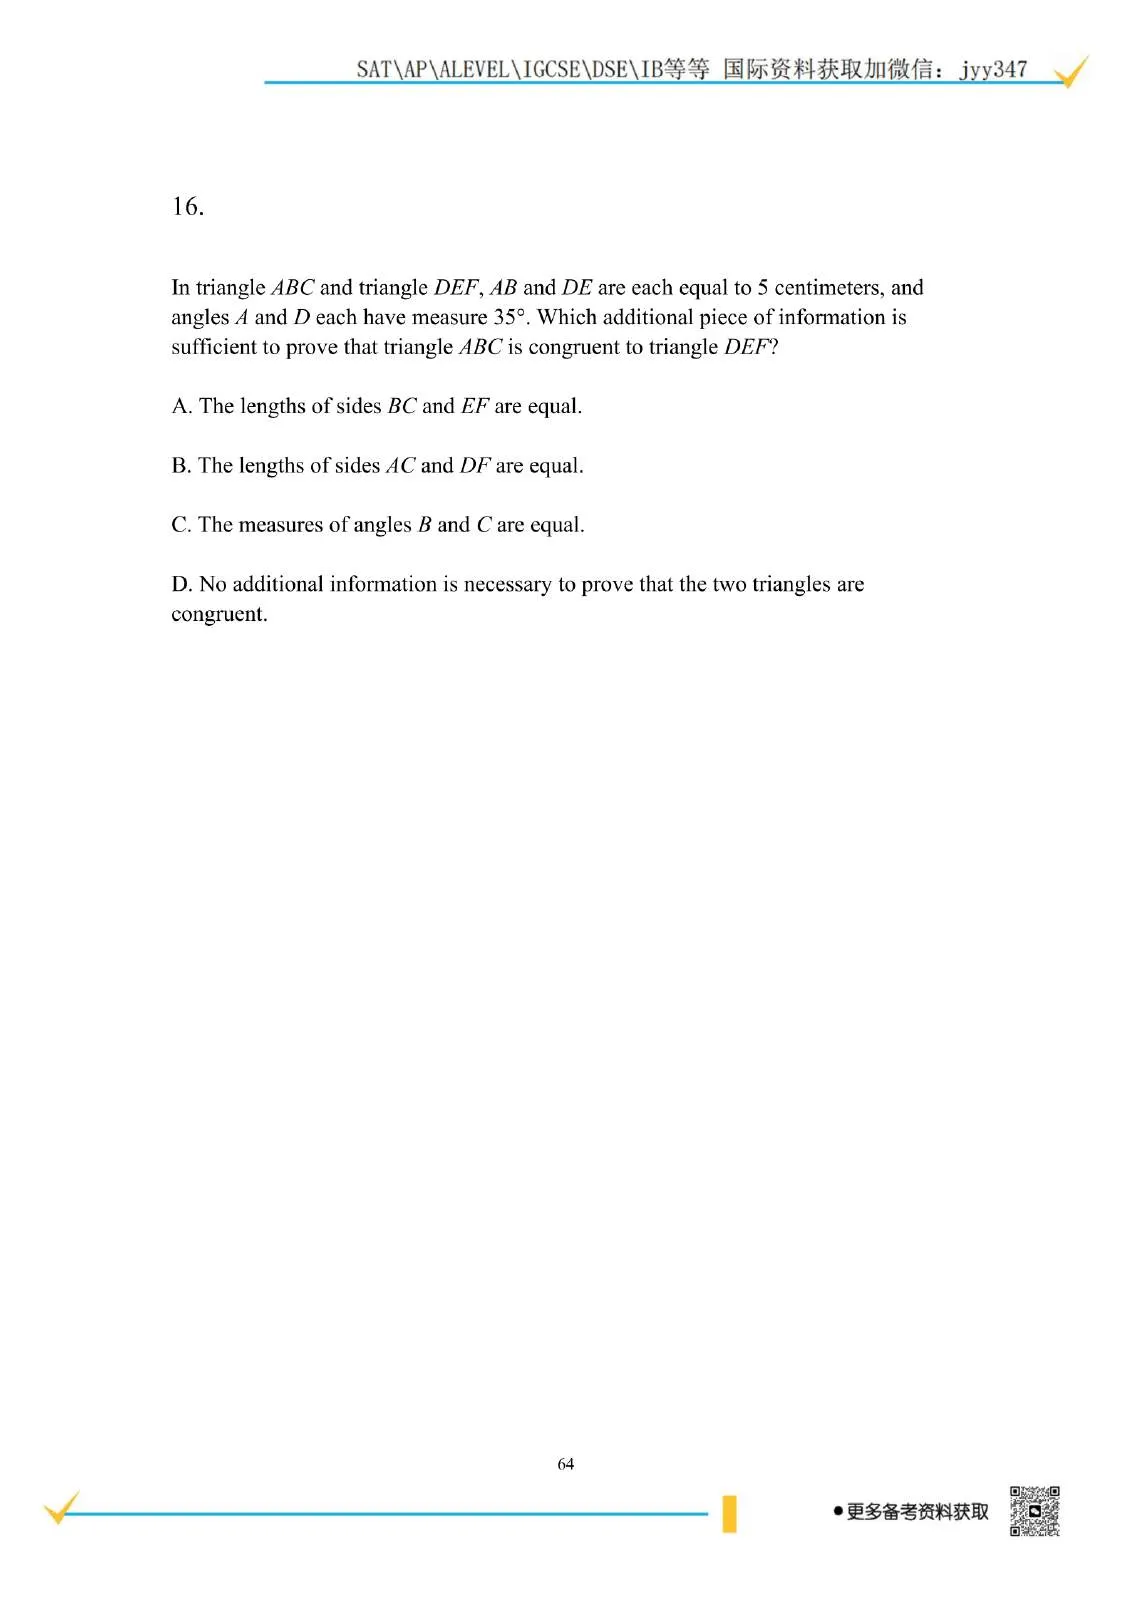 SAT\AP\ALEVEL\IGCSE\DSE\IB等等 国际资料获取加微信：jyy347
16.
In triangle ABC and triangle DEF, AB and DE are each equal to 5 centimeters, and
angles A and D each have measure 35°. Which additional piece of information is
sufficient to prove that triangle ABC is congruent to triangle DEF?
A. The lengths of sides BC and EF are equal.
B. The lengths of sides AC and DF are equal.
C. The measures of angles B and C are equal.
D. No additional information is necessary to prove that the two triangles are
congruent.
64
●更多备考资料获取